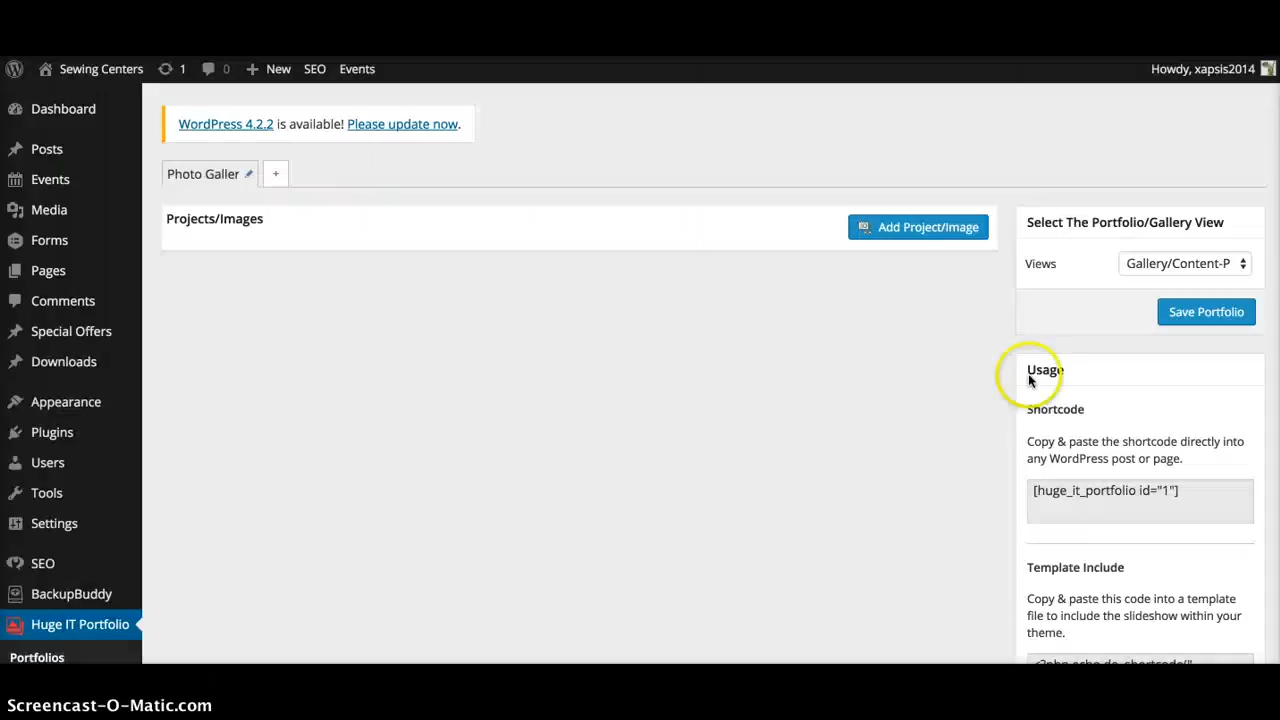 Sewing Centers 1 0 New SEO Events Howdy, xapsis2014
Dashboard
Posts
Events
Media
Forms
Pages
Comments
Special Offers
Downloads
Appearance
Plugins
Users
Tools
Settings
SEO
BackupBuddy
Huge IT Portfolio
Portfolios
WordPress 4.2.2 is available! Please update now.
Photo Galler +
Projects/Images Add Project/Image
Select The Portfolio/Gallery View
Views Gallery/Content-P
Save Portfolio
Usage
Shortcode
Copy & paste the shortcode directly into
any WordPress post or page.
[huge_it_portfolio id="1"]
Template Include
Copy & paste this code into a template
file to include the slideshow within your
theme.
<?php echo do_shortcode("
Screencast-O-Matic.com